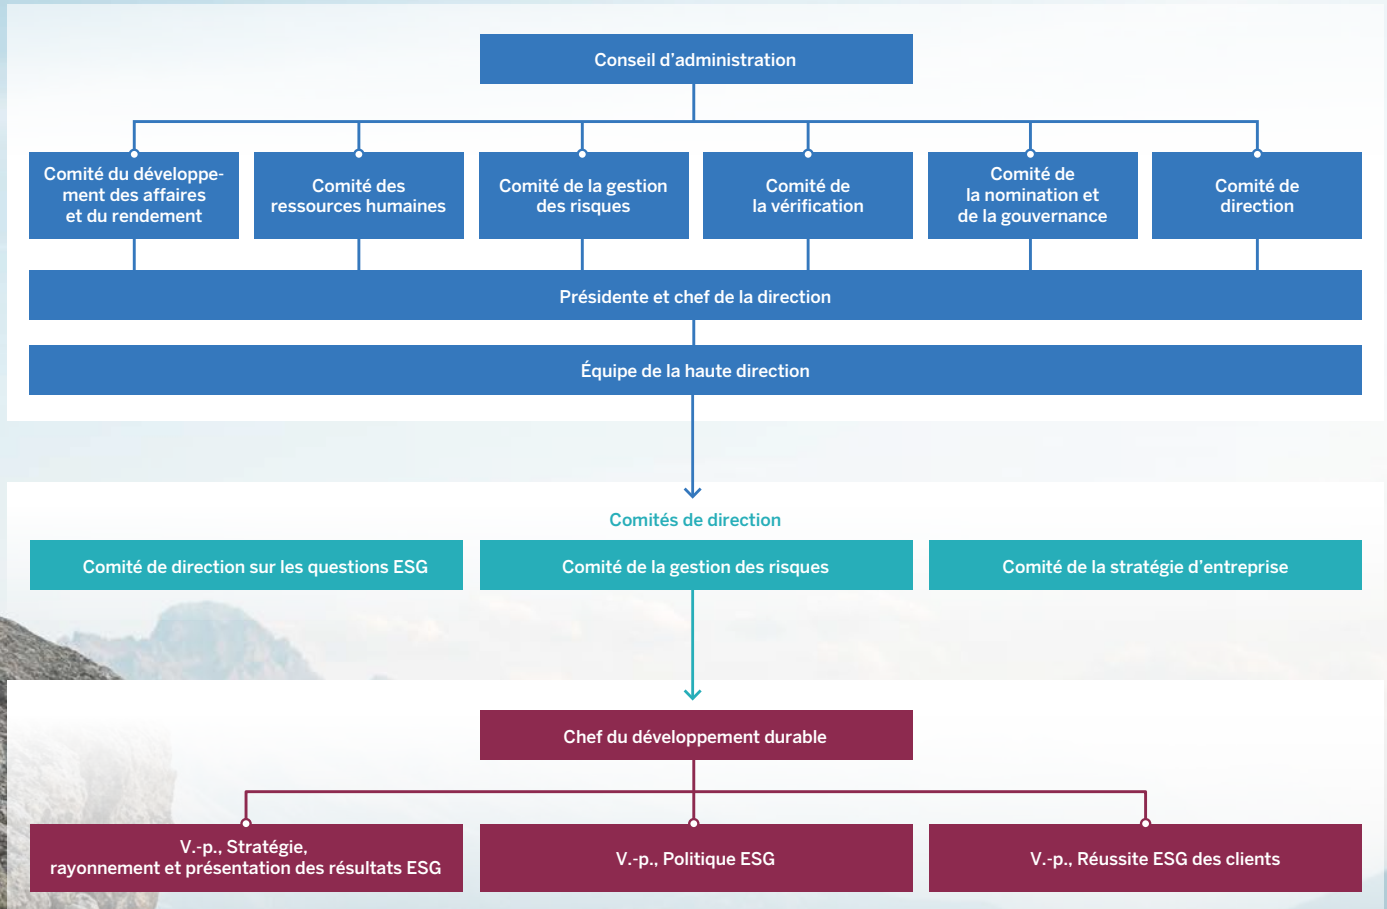 Conseil d'administration
Comité du développe-
ment des affaires
et du rendement
Comité des
ressources humaines
Comité de la gestion
des risques
Comité de
la vérification
Comité de
la nomination et
de la gouvernance
Comité de
direction
Présidente et chef de la direction
Équipe de la haute direction
Comités de direction
Comité de direction sur les questions ESG
Comité de la gestion des risques
Comité de la stratégie d'entreprise
Chef du développement durable
V.-p., Stratégie,
rayonnement et présentation des résultats ESG
V.-p., Politique ESG
V.-p., Réussite ESG des clients